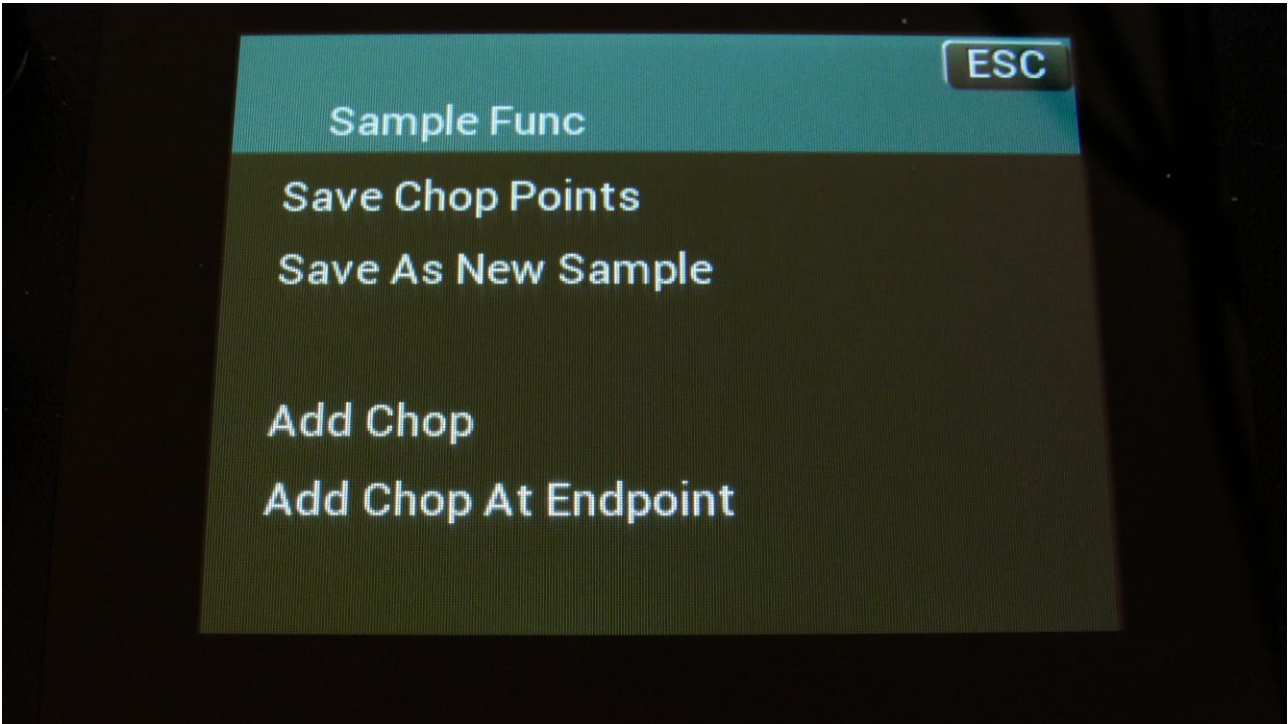 ESC
Sample Func
Save Chop Points
Save As New Sample
Add Chop
Add Chop At Endpoint